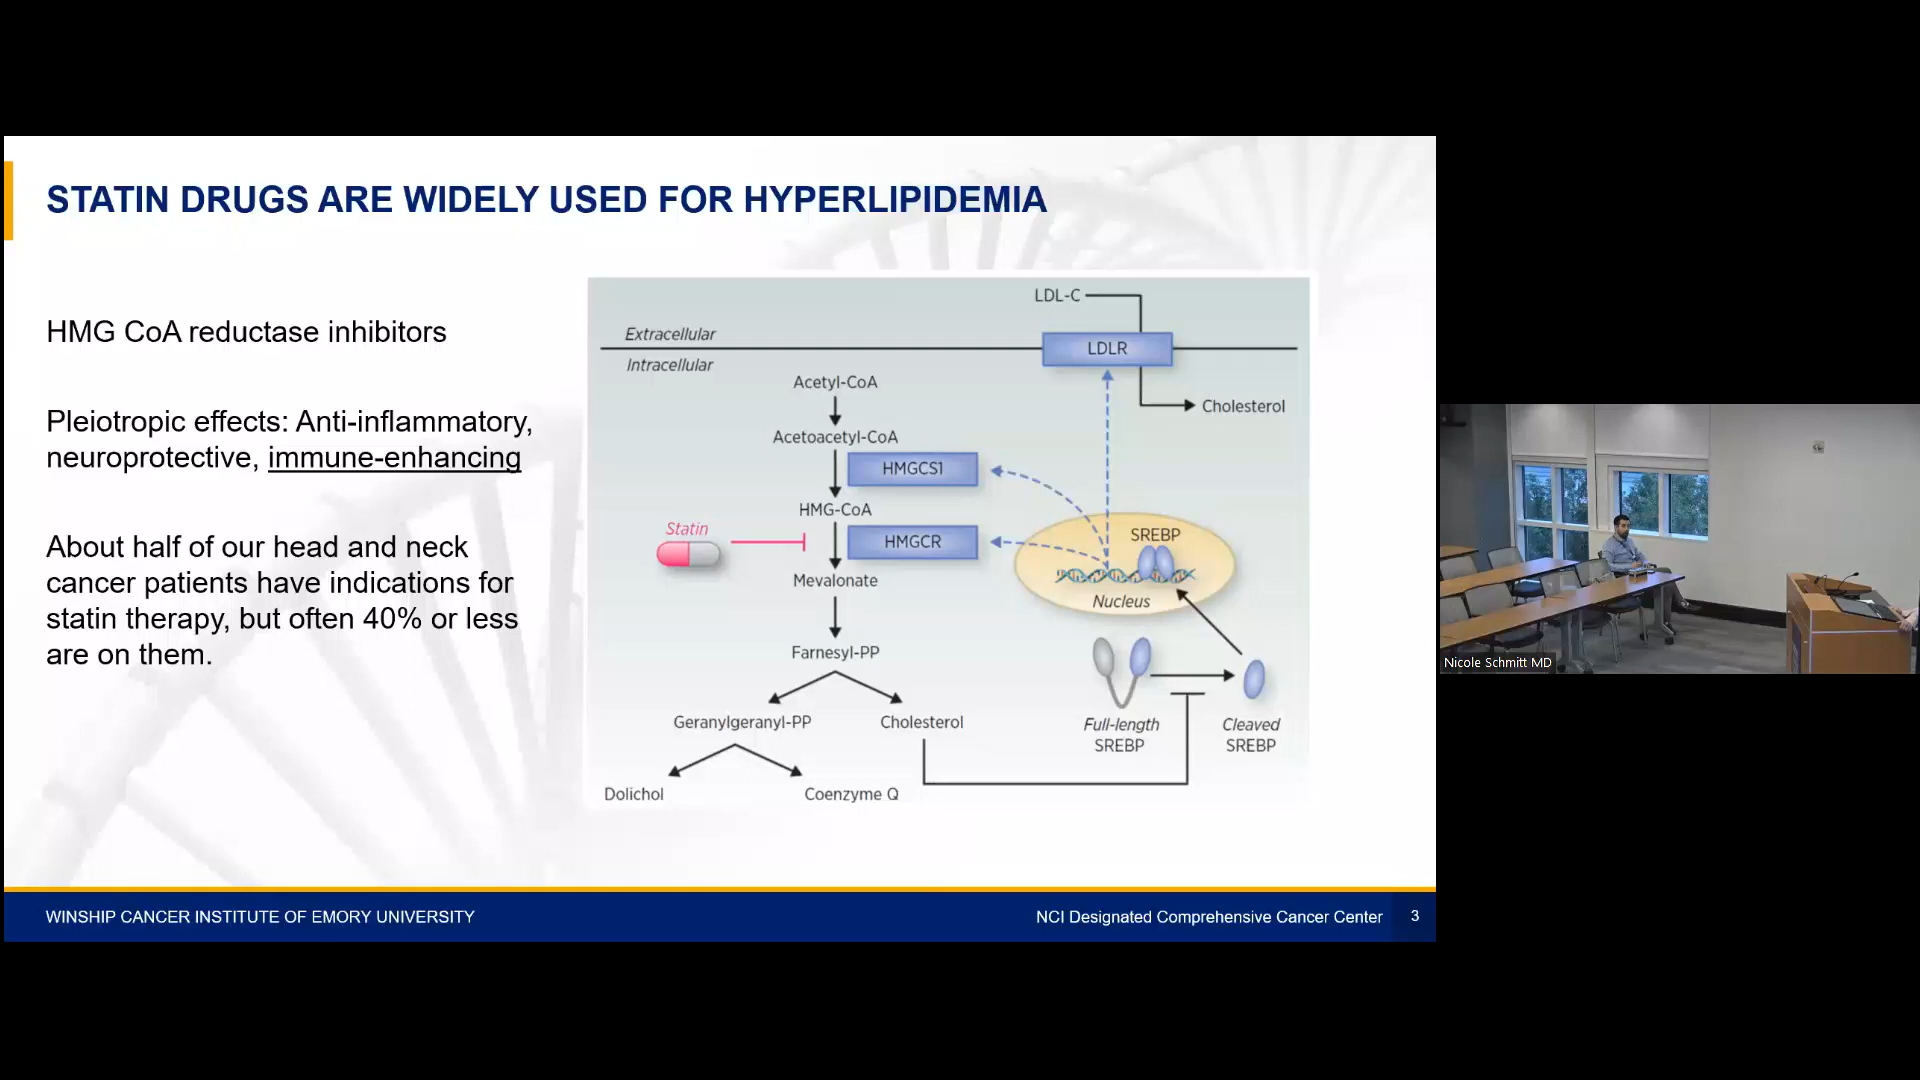 STATIN DRUGS ARE WIDELY USED FOR HYPERLIPIDEMIA
HMG CoA reductase inhibitors
Pleiotropic effects: Anti-inflammatory,
neuroprotective, immune-enhancing
About half of our head and neck
cancer patients have indications for
statin therapy, but often 40% or less
are on them.
LDL-C
Extracellular
LDLR
Intracellular
Acetyl-CoA
Cholesterol
Acetoacetyl-CoA
HMGCS1
HMG-CoA
Statin
HMGCR
SREBP
Mevalonate
Nucleus
Farnesyl-PP
Geranylgeranyl-PP
Cholesterol
Full-length
SREBP
Cleaved
SREBP
Dolichol
Coenzyme Q
WINSHIP CANCER INSTITUTE OF EMORY UNIVERSITY
NCI Designated Comprehensive Cancer Center
3
Nicole Schmitt MD